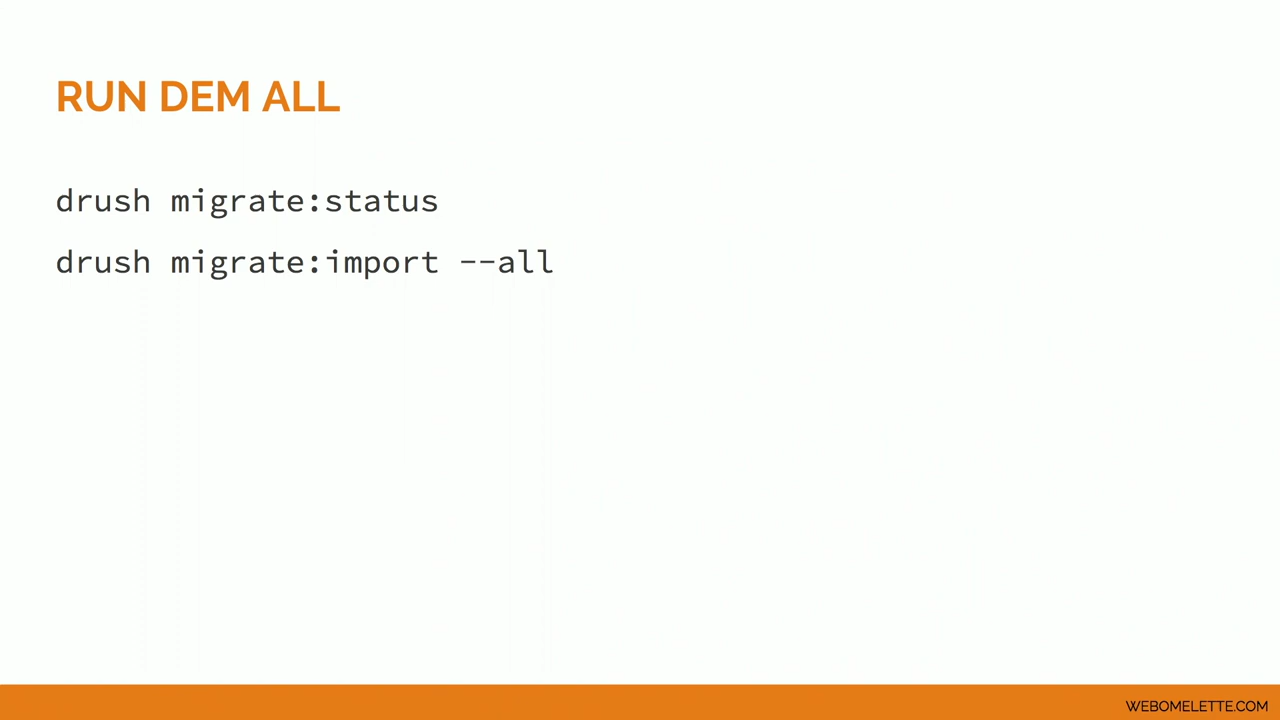 RUN DEM ALL
drush migrate:status
drush migrate:import --all
WEBOMELETTE.COM